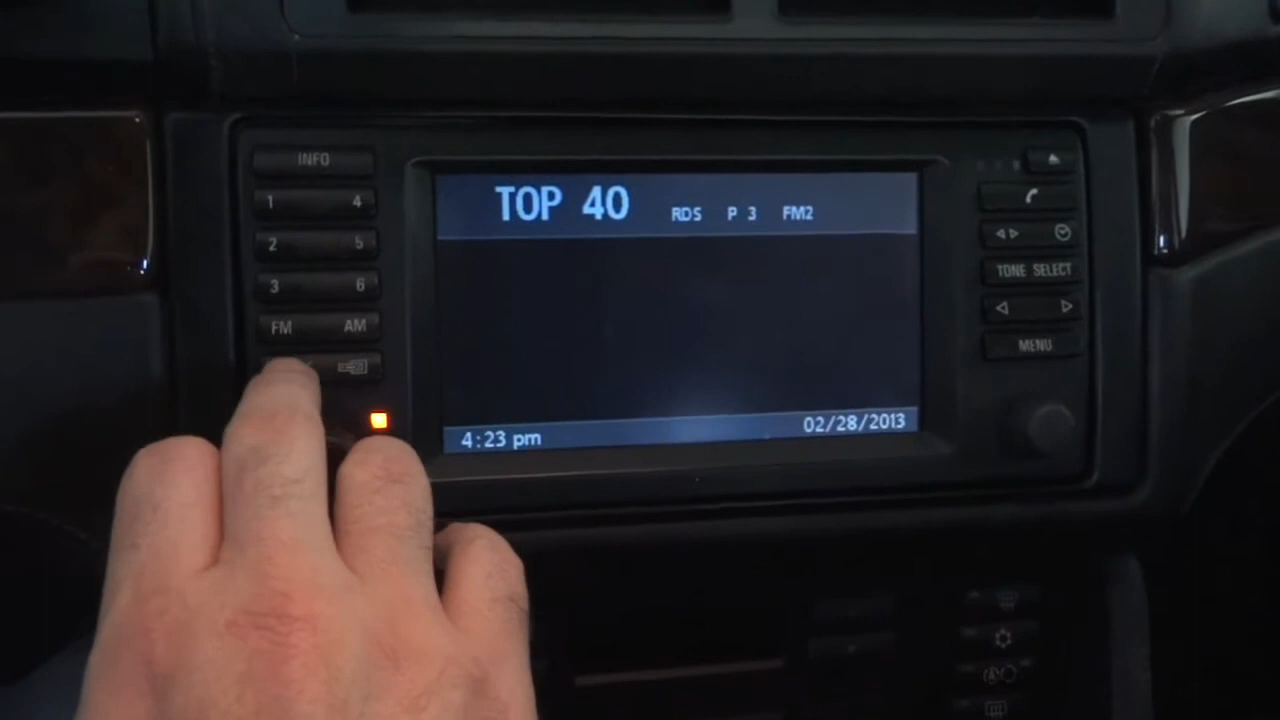 INFO
1 4
2 5
3 6
FM AM
TOP 40 RDS P 3 FM2
4:23 pm 02/28/2013
TONE SELECT
MENU